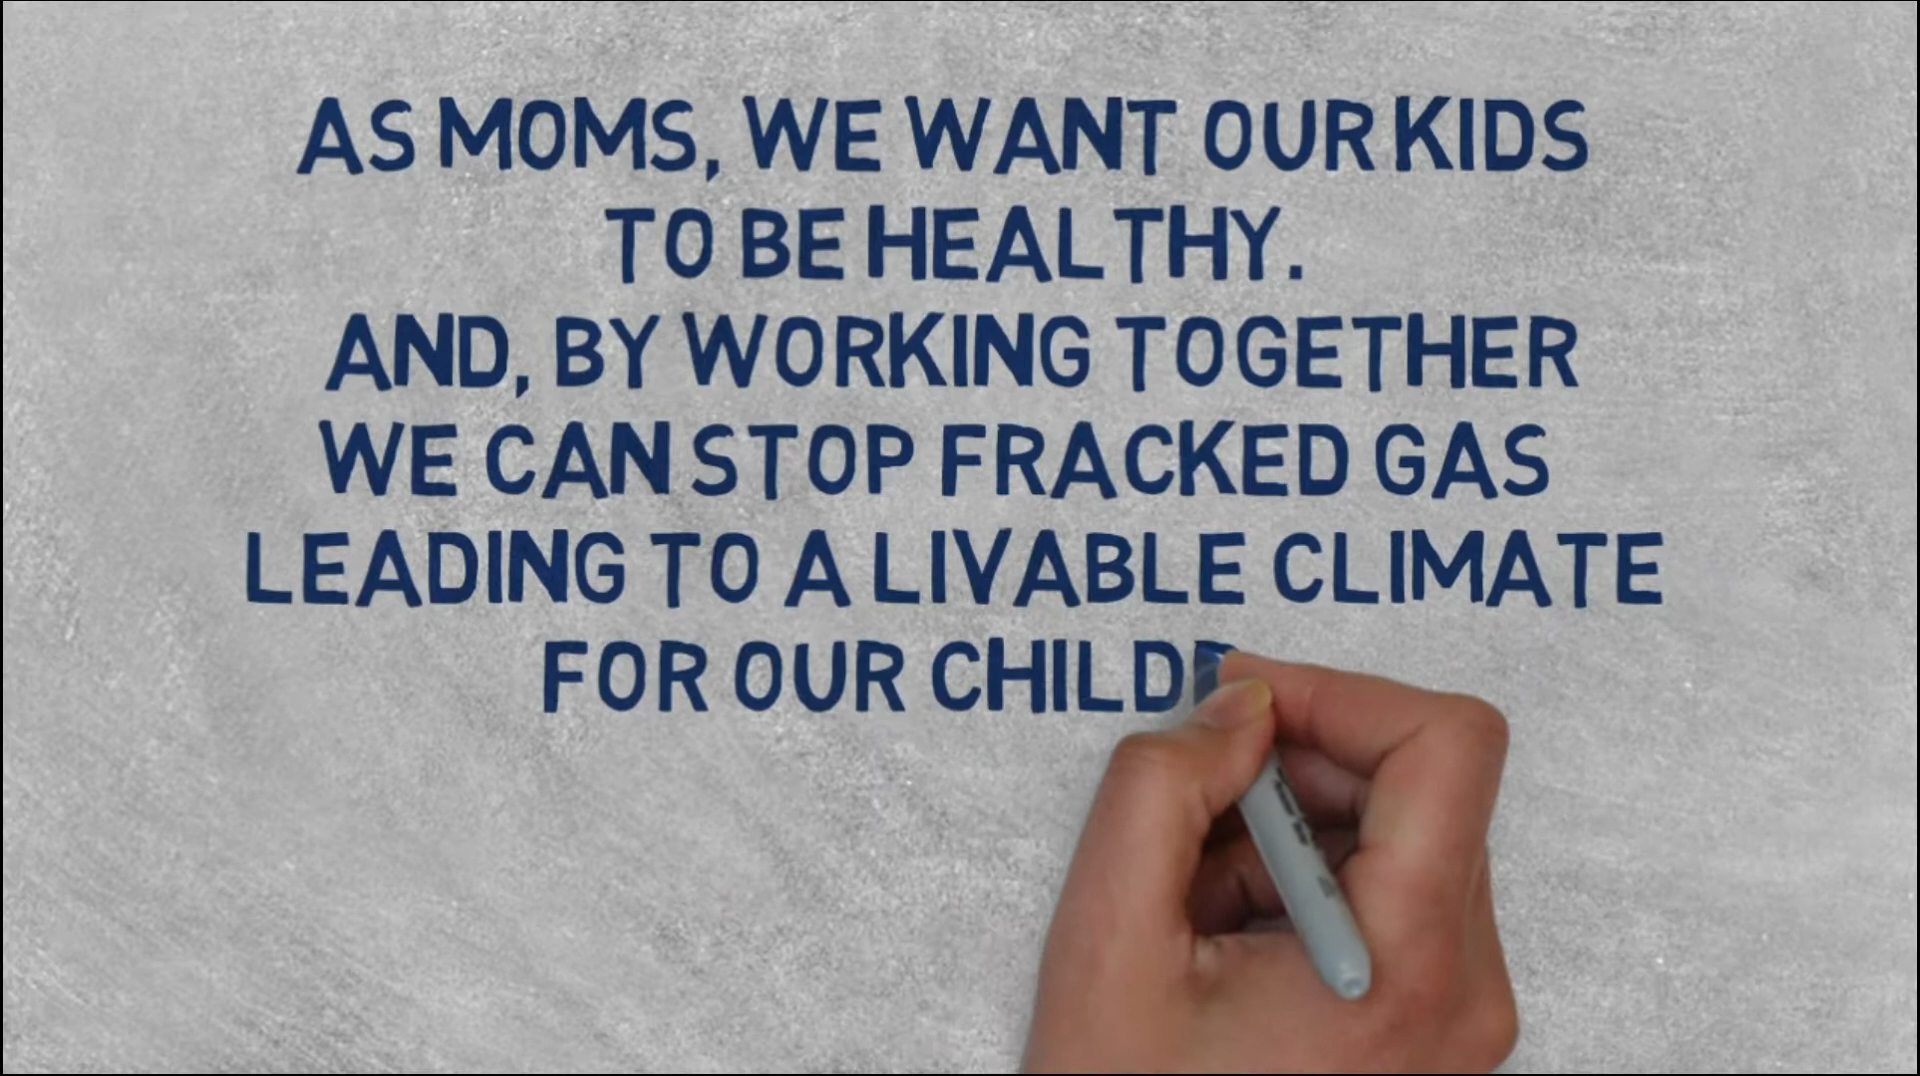 AS MOMS, WE WANT OUR KIDS
TO BE HEALTHY.
AND, BY WORKING TOGETHER
WE CAN STOP FRACKED GAS
LEADING TO A LIVABLE CLIMATE
FOR OUR